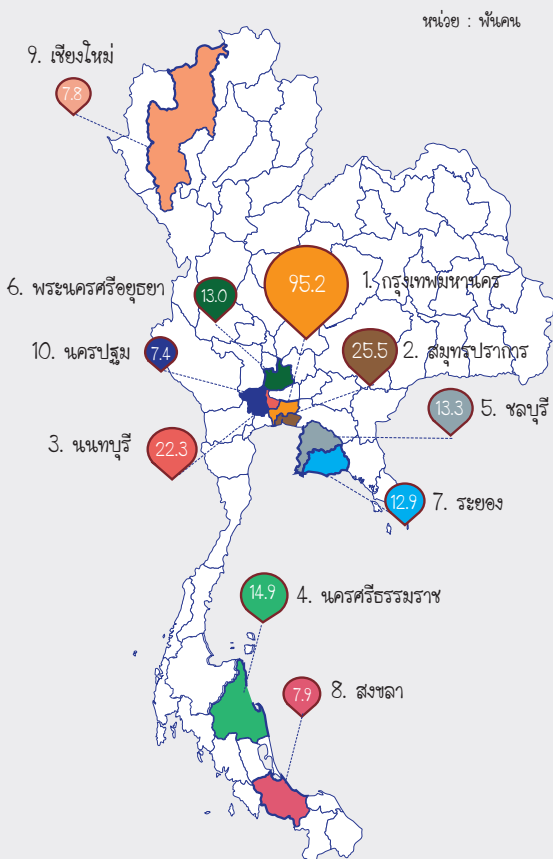 หน่วย : พันคน
9. เชียงใหม่
7.8
6. พระนครศรีอยุธยา
13.0
95.2
1. กรุงเทพมหานคร
10. นครปฐม
7.4
25.5
2. สมุทรปราการ
3. นนทบุรี
22.3
13.3
5. ชลบุรี
12.9
7. ระยอง
14.9
4. นครศรีธรรมราช
7.9
8. สงขลา